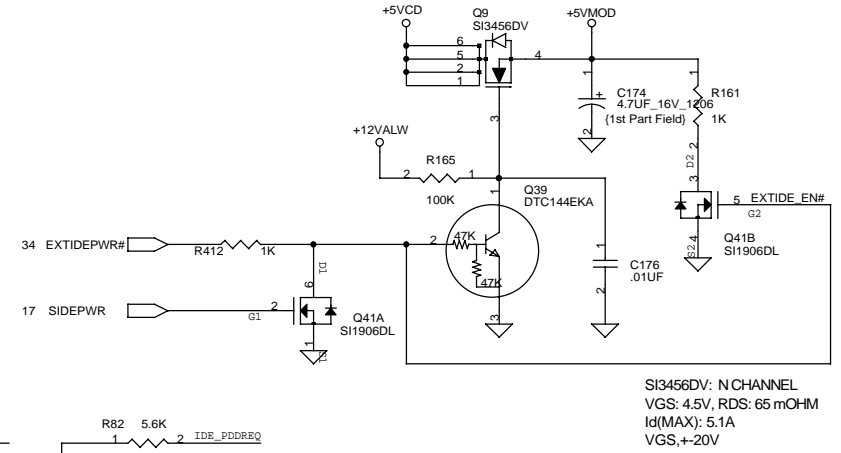 +5VCD
Q9
SI3456DV
+5VMOD
6
5
2
1
4
3
1
C174
4.7UF_16V_1206
{1st Part Field}
+
2
1
R161
1K
2
D2
3
+12VALW
2
R165
1
100K
1
Q39
DTC144EKA
5
EXTIDE_EN#
G2
Q41B
SI1906DL
S2
4
34 EXTIDEPWR#
R412
1K
2
47K
47K
3
1
C176
.01UF
2
D1
6
17 SIDEPWR
2
G1
Q41A
SI1906DL
1
S1
SI3456DV: N CHANNEL
VGS: 4.5V, RDS: 65 mOHM
Id(MAX): 5.1A
VGS,+-20V
R82 5.6K
1
2
IDE_PDDREQ